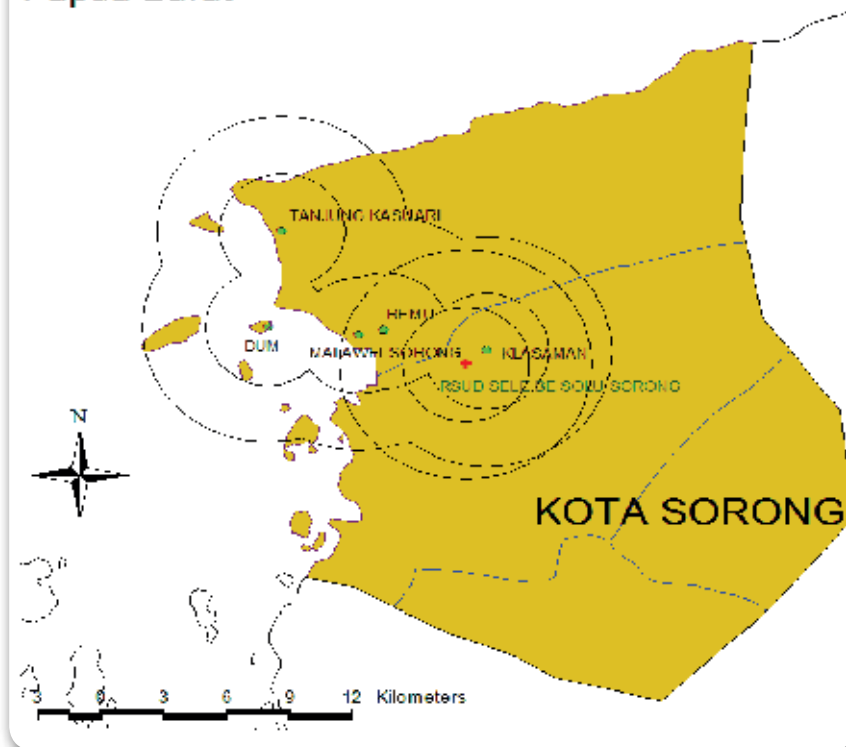 TANJUNG KASWARI
REMU
DUM
MALAWEI SORONG
KLASAMAN
RSUD SELE BE SOLU SORONG
N
KOTA SORONG
3 0 3 6 9 12 Kilometers